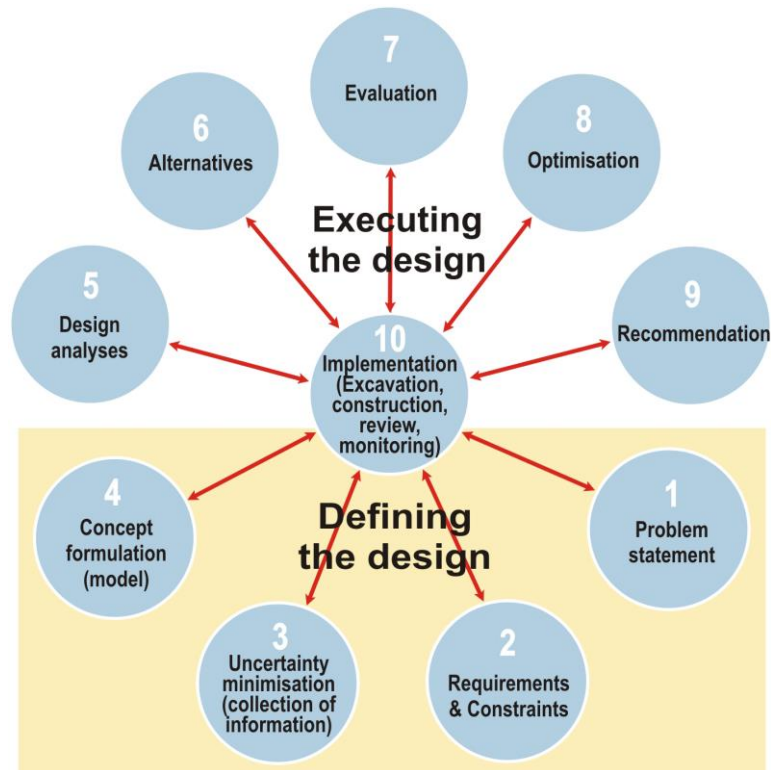 7
Evaluation
6
Alternatives
8
Optimisation
Executing
the design
5
Design
analyses
9
Recommendation
10
Implementation
(Excavation,
construction,
review,
monitoring)
4
Concept
formulation
(model)
Defining
the design
1
Problem
statement
3
Uncertainty
minimisation
(collection of
information)
2
Requirements
& Constraints